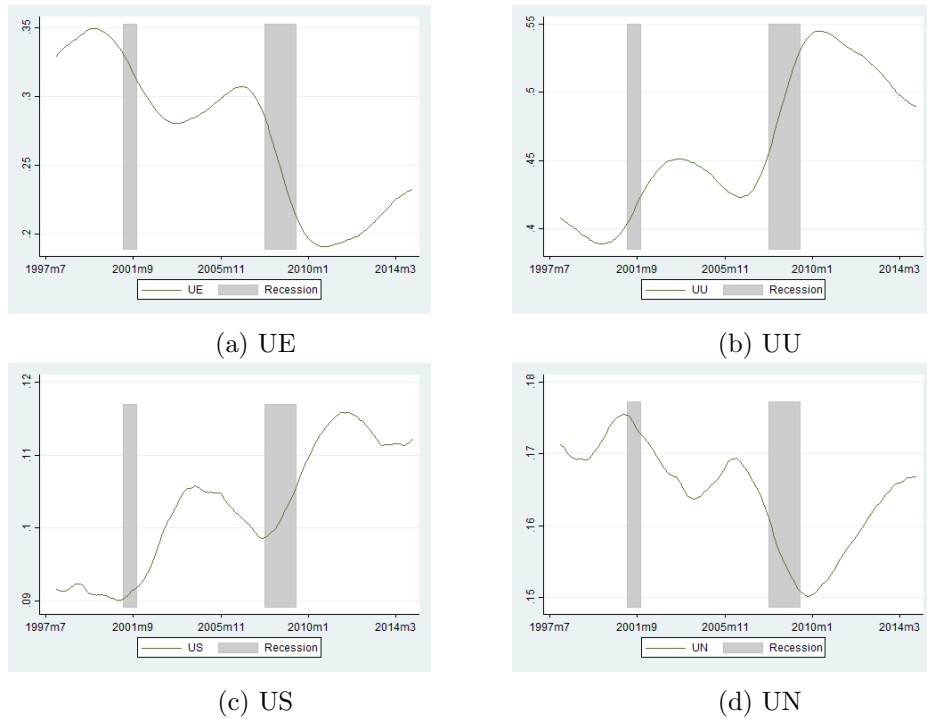 .35
.3
.25
.2
1997m7 2001m9 2005m11 2010m1 2014m3
UE Recession
(a) UE
.55
.5
.45
.4
1997m7 2001m9 2005m11 2010m1 2014m3
UU Recession
(b) UU
.12
.11
.1
.09
1997m7 2001m9 2005m11 2010m1 2014m3
US Recession
(c) US
.18
.17
.16
.15
1997m7 2001m9 2005m11 2010m1 2014m3
UN Recession
(d) UN